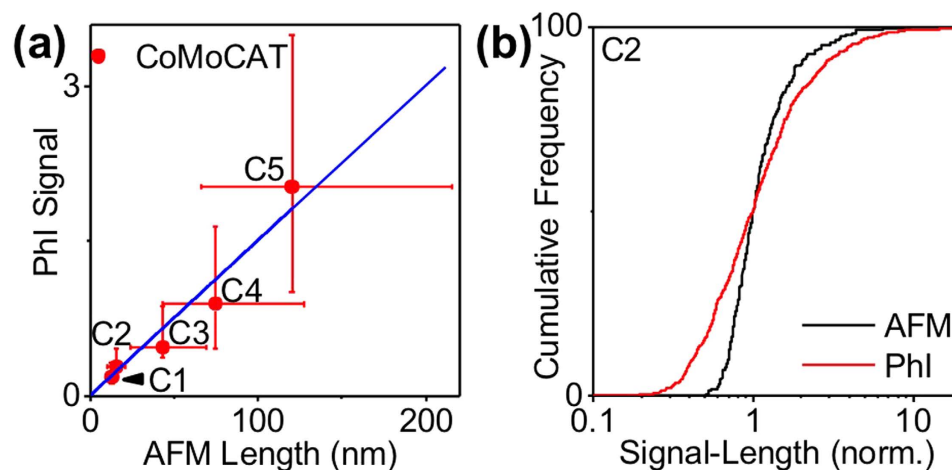 (a)
CoMoCAT
3
PhI Signal
C5
C4
C3
C2
C1
0
0
100
200
AFM Length (nm)
(b)
100
C2
Cumulative Frequency
AFM
PhI
0
0.1
1
10
Signal-Length (norm.)